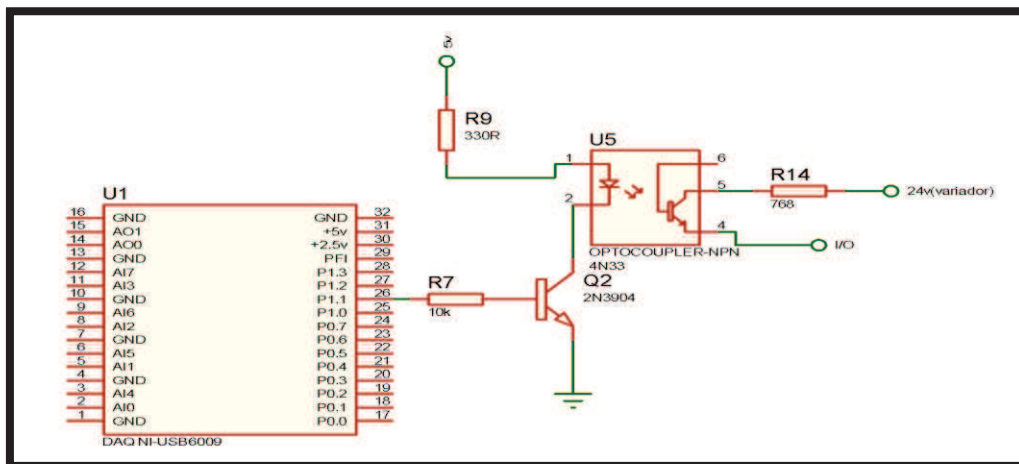 5v
R9
330R
U5
1
2
6
5
4
R14
768
24v(variador)
I/O
OPTOCOUPLER-NPN
4N33
Q2
2N3904
R7
10k
U1
16 GND GND 32
15 AO1 +5v 31
14 AO0 +2.5v 30
13 GND PFI 29
12 AI7 P1.3 28
11 AI3 P1.2 27
10 GND P1.1 26
9 AI6 P1.0 25
8 AI2 P0.7 24
7 GND P0.6 23
6 AI5 P0.5 22
5 AI1 P0.4 21
4 GND P0.3 20
3 AI4 P0.2 19
2 AI0 P0.1 18
1 GND P0.0 17
DAQ NI-USB6009